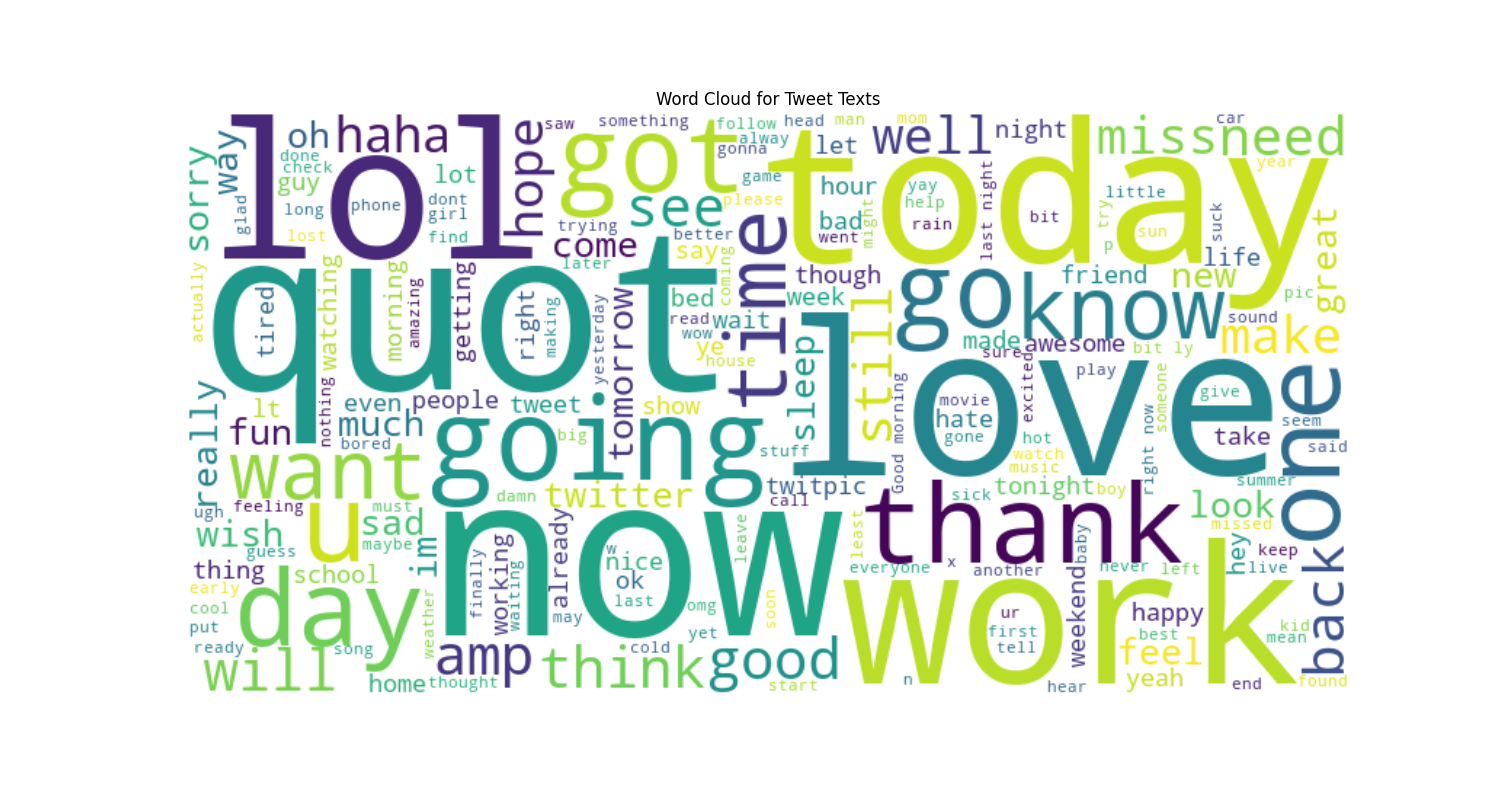 Word Cloud for Tweet Texts
lol
today
quot
love
now
work
got
going
go
know
thank
day
want
u
time
one
back
good
think
will
amp
well
miss
need
haha
oh
way
sorry
hope
see
come
say
still
make
great
new
friend
life
night
let
hour
bad
though
week
wait
bed
sleep
tomorrow
right
tired
watching
morning
amazing
getting
yesterday
making
read
wow
ye
house
coming
better
later
trying
saw
something
follow
alway
gonna
head
man
mom
car
year
game
please
might
went
yay
help
rain
last night
bit
little
try
p
sun
suck
pic
sound
made
sured
awesome
bit ly
play
excited
someone
give
seem
said
take
movie
hate
gone
hot
watch
music
Good morning
right now
summer
done
check
guy
lot
long
phone
dont
girl
glad
lost
find
actually
nothing
really
lt
fun
even
people
much
bored
tweet
show
big
stuff
twitpic
call
twitter
damn
ugh
feeling
must
wish
sad
maybe
guess
im
thing
school
early
cool
put
ready
song
weather
home
thought
finally
working
waiting
already
may
w
nice
ok
last
leave
omg
soon
yet
cold
start
least
everyone
sick
tonight
boy
x
another
baby
never
left
look
missed
hey
keep
live
weekend
ur
first
tell
happy
best
feel
yeah
kid
mean
n
hear
end
found